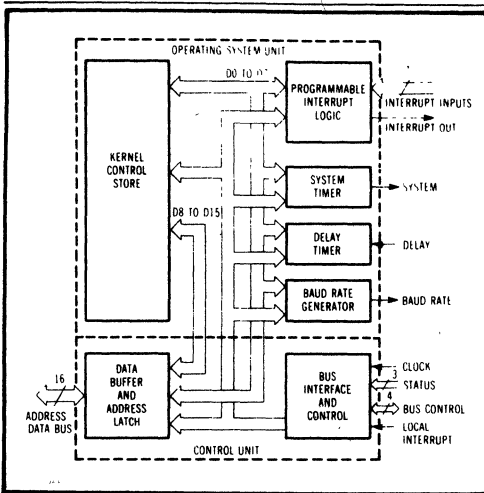 OPERATING SYSTEM UNIT
D0 TO
KERNEL
CONTROL
STORE
D8 TO D15
PROGRAMMABLE
INTERRUPT
LOGIC
INTERRUPT INPUTS
INTERRUPT OUT
SYSTEM
TIMER
SYSTEM
DELAY
TIMER
DELAY
BAUD RATE
GENERATOR
BAUD RATE
16
ADDRESS
DATA BUS
DATA
BUFFER
AND
ADDRESS
LATCH
BUS
INTERFACE
AND
CONTROL
CLOCK
3
STATUS
4
BUS CONTROL
LOCAL
INTERRUPT
CONTROL UNIT